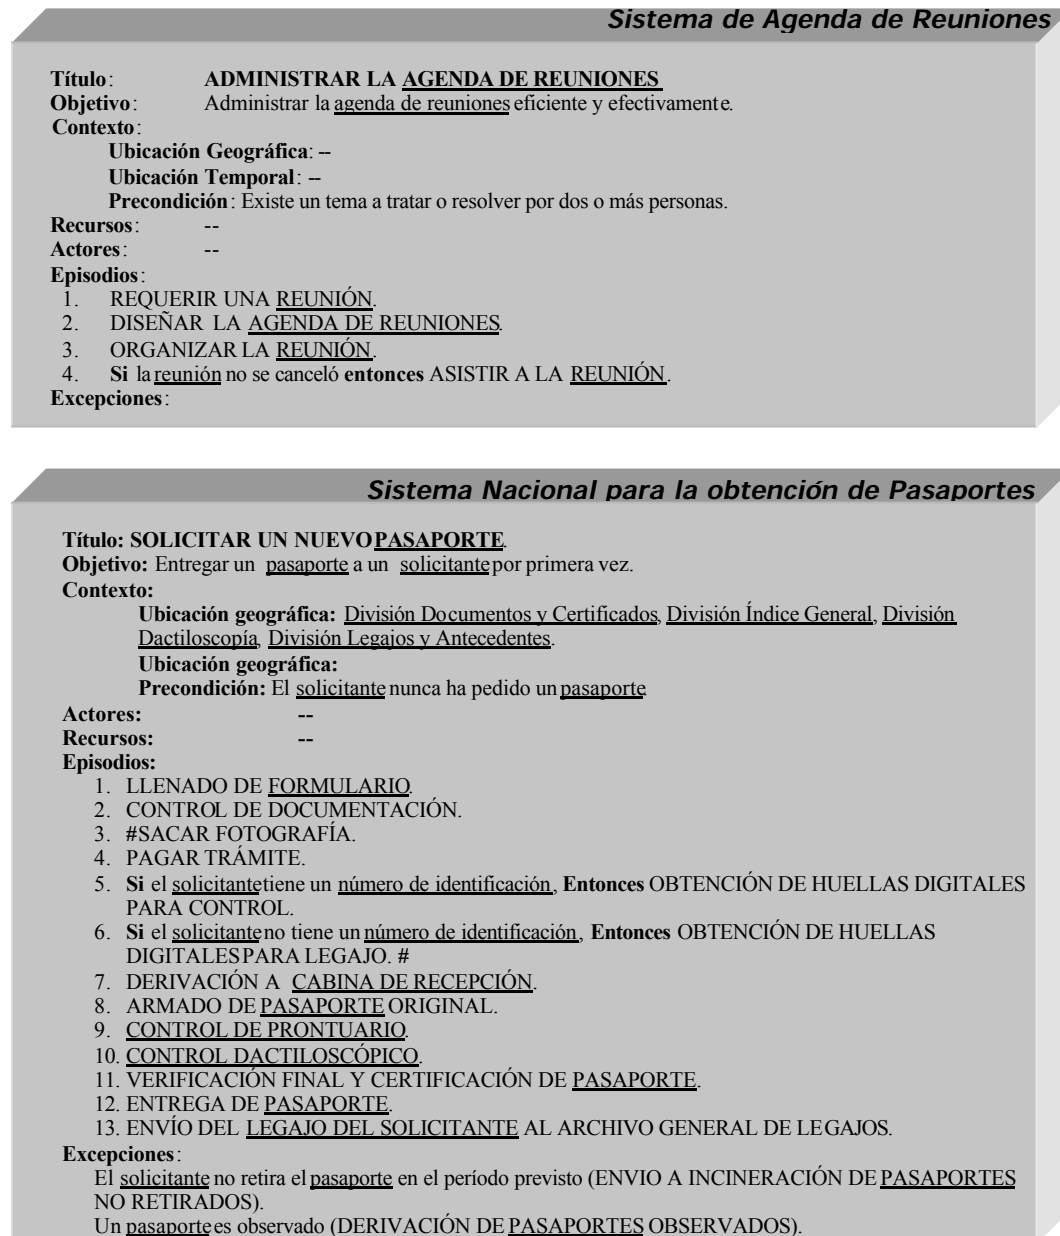 Sistema de Agenda de Reuniones
Título: ADMINISTRAR LA AGENDA DE REUNIONES
Objetivo: Administrar la agenda de reuniones eficiente y efectivamente.
Contexto:
Ubicación Geográfica: --
Ubicación Temporal: --
Precondición: Existe un tema a tratar o resolver por dos o más personas.
Recursos: --
Actores: --
Episodios:
1. REQUERIR UNA REUNIÓN.
2. DISEÑAR LA AGENDA DE REUNIONES.
3. ORGANIZAR LA REUNIÓN.
4. Si la reunión no se canceló entonces ASISTIR A LA REUNIÓN.
Excepciones:
Sistema Nacional para la obtención de Pasaportes
Título: SOLICITAR UN NUEVO PASAPORTE.
Objetivo: Entregar un pasaporte a un solicitante por primera vez.
Contexto:
Ubicación geográfica: División Documentos y Certificados, División Índice General, División
Dactiloscopía, División Legajos y Antecedentes.
Ubicación geográfica:
Precondición: El solicitante nunca ha pedido un pasaporte.
Actores: --
Recursos: --
Episodios:
1. LLENADO DE FORMULARIO.
2. CONTROL DE DOCUMENTACIÓN.
3. #SACAR FOTOGRAFÍA.
4. PAGAR TRÁMITE.
5. Si el solicitante tiene un número de identificación, Entonces OBTENCIÓN DE HUELLAS DIGITALES
PARA CONTROL.
6. Si el solicitante no tiene un número de identificación, Entonces OBTENCIÓN DE HUELLAS
DIGITALES PARA LEGAJO. #
7. DERIVACIÓN A CABINA DE RECEPCIÓN.
8. ARMADO DE PASAPORTE ORIGINAL.
9. CONTROL DE PRONTUARIO.
10. CONTROL DACTILOSCÓPICO.
11. VERIFICACIÓN FINAL Y CERTIFICACIÓN DE PASAPORTE.
12. ENTREGA DE PASAPORTE.
13. ENVÍO DEL LEGAJO DEL SOLICITANTE AL ARCHIVO GENERAL DE LEGAJOS.
Excepciones:
El solicitante no retira el pasaporte en el período previsto (ENVIO A INCINERACIÓN DE PASAPORTES
NO RETIRADOS).
Un pasaporte es observado (DERIVACIÓN DE PASAPORTES OBSERVADOS).